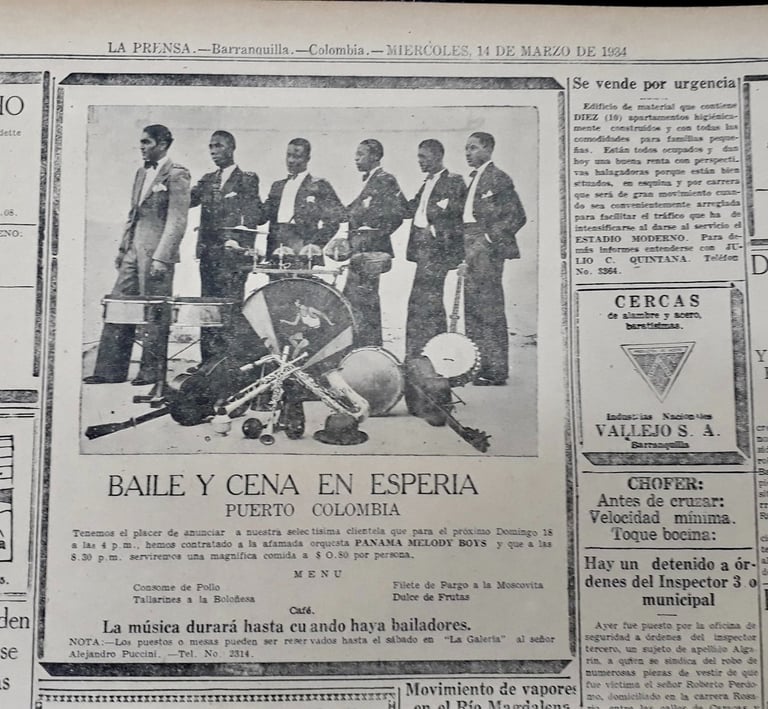 LA PRENSA.—Barranquilla.—Colombia.— MIERCOLES, 14 DE MARZO DE 1934
BAILE Y CENA EN ESPERIA
PUERTO COLOMBIA
Tenemos el placer de anunciar a nuestra selectísima clientela que para el próximo Domingo 18
a las 4 p. m., hemos contratado a la afamada orquesta PANAMA MELODY BOYS y que a las
8.30 p. m. serviremos una magnífica comida a $ 0.80 por persona.
MENU
Consome de Pollo
Tallarines a la Boloñesa
Filete de Pargo a la Moscovita
Dulce de Frutas
Café.
La música durará hasta cuando haya bailadores.
NOTA:—Los puestos o mesas pueden ser reservados hasta el sábado en "La Galería" al señor
Alejandro Puccini. —Tel. No. 2314.
Se vende por urgencia
Edificio de material que contiene
DIEZ (10) apartamentos higiénica-
mente construidos y con todas las
comodidades para familias peque-
ñas. Están todos ocupados y dan
hoy una buena renta con perspecti-
vas halagadoras porque están bien
situados, en esquina y por carrera
que será de gran movimiento cuan-
do sea convenientemente arreglada
para facilitar el tráfico que ha de
intensificarse al darse al servicio el
ESTADIO MODERNO. Para de-
más informes entenderse con JU-
LIO C. QUINTANA. Teléfon
No. 3364.
CERCAS
de alambre y acero,
baratísimas.
Industrias Nacionales
VALLEJO S. A.
Barranquilla
CHOFER:
Antes de cruzar:
Velocidad mínima.
Toque bocina:
Hay un detenido a ór-
denes del Inspector 3.o
municipal
Ayer fue puesto por la oficina de
seguridad a órdenes del inspector
tercero, un sujeto de apellido Alga-
rín, a quien se sindica del robo de
numerosas piezas de vestir de que
fue víctima el señor Roberto Perdo-
mo, domiciliado en la carrera Rosa-
Movimiento de vapores
en el Río Magdalena